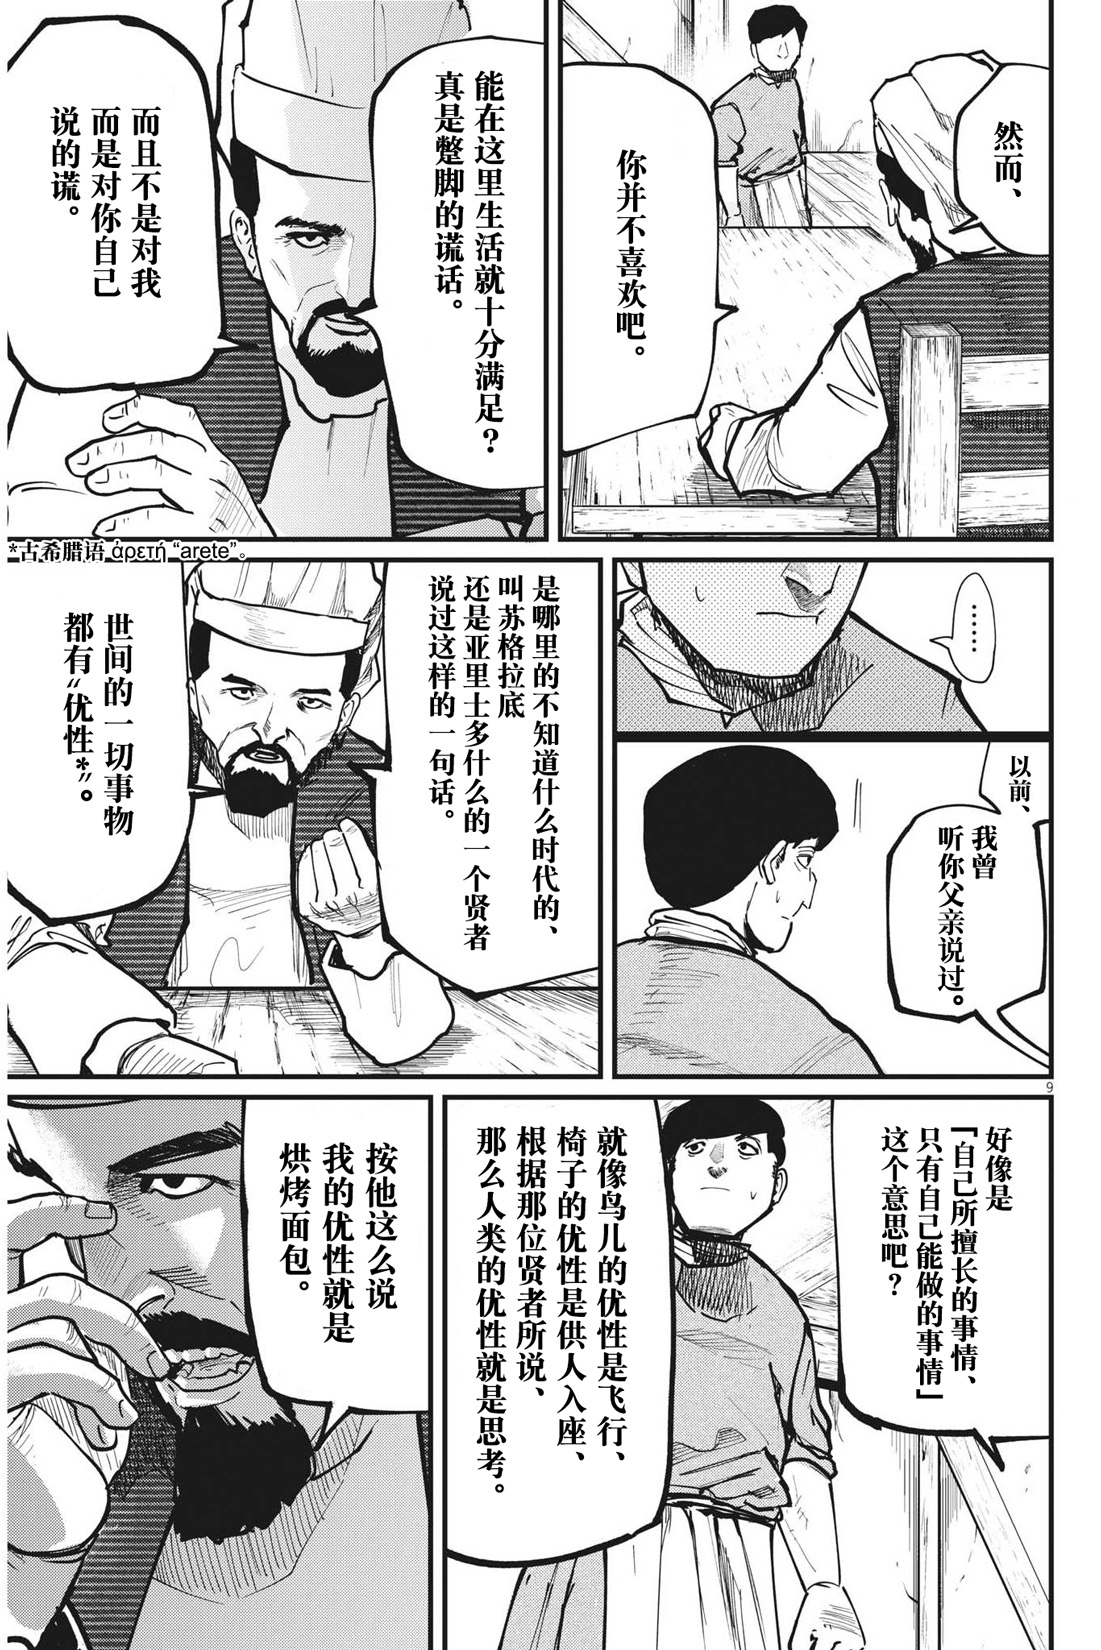 然而、
你并不喜欢吧。
能在这里生活就十分满足？
真是蹩脚的谎话。
而且不是对我
而是对你自己
说的谎。
……
以前、
我曾
听你父亲说过。
是哪里的不知道什么时代的、
叫苏格拉底
还是亚里士多什么的一个贤者
说过这样的一句话。
世间的一切事物
都有“优性*”。
*古希腊语 ἀρετή “arete”。
9
好像是
「自己所擅长的事情、
只有自己能做的事情」
这个意思吧？
就像鸟儿的优性是飞行、
椅子的优性是供人入座、
根据那位贤者所说、
那么人类的优性就是思考。
按他这么说
我的优性就是
烘烤面包。